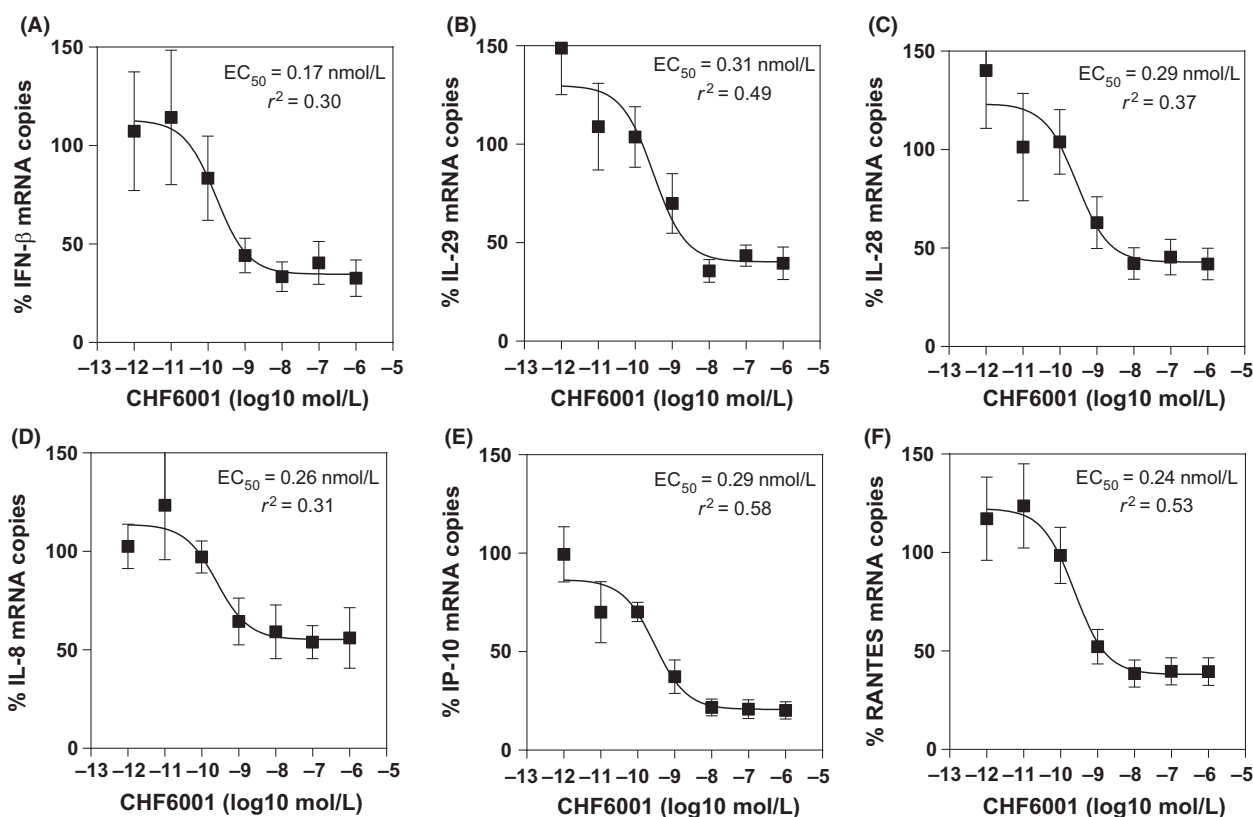 (A)
150
100
50
0
% IFN-β mRNA copies
EC50 = 0.17 nmol/L
r2 = 0.30
–13 –12 –11 –10 –9 –8 –7 –6 –5
CHF6001 (log10 mol/L)
(B)
150
100
50
0
% IL-29 mRNA copies
EC50 = 0.31 nmol/L
r2 = 0.49
–13 –12 –11 –10 –9 –8 –7 –6 –5
CHF6001 (log10 mol/L)
(C)
150
100
50
0
% IL-28 mRNA copies
EC50 = 0.29 nmol/L
r2 = 0.37
–13 –12 –11 –10 –9 –8 –7 –6 –5
CHF6001 (log10 mol/L)
(D)
150
100
50
0
% IL-8 mRNA copies
EC50 = 0.26 nmol/L
r2 = 0.31
–13 –12 –11 –10 –9 –8 –7 –6 –5
CHF6001 (log10 mol/L)
(E)
150
100
50
0
% IP-10 mRNA copies
EC50 = 0.29 nmol/L
r2 = 0.58
–13 –12 –11 –10 –9 –8 –7 –6 –5
CHF6001 (log10 mol/L)
(F)
150
100
50
0
% RANTES mRNA copies
EC50 = 0.24 nmol/L
r2 = 0.53
–13 –12 –11 –10 –9 –8 –7 –6 –5
CHF6001 (log10 mol/L)